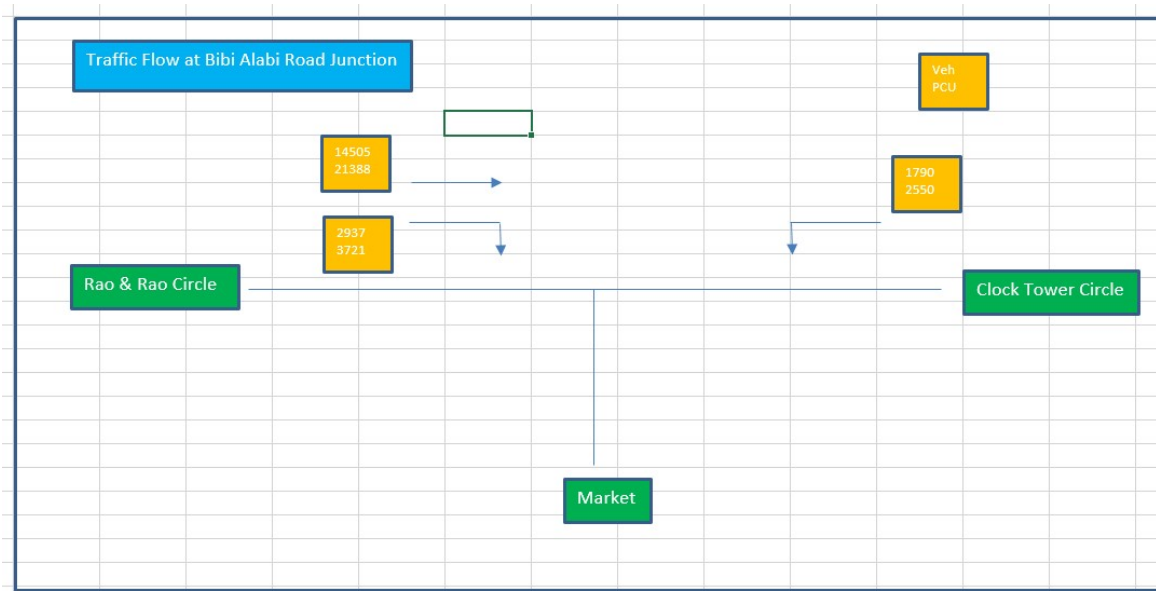 Traffic Flow at Bibi Alabi Road Junction
Veh
PCU
14505
21388
1790
2550
2937
3721
Rao & Rao Circle
Clock Tower Circle
Market